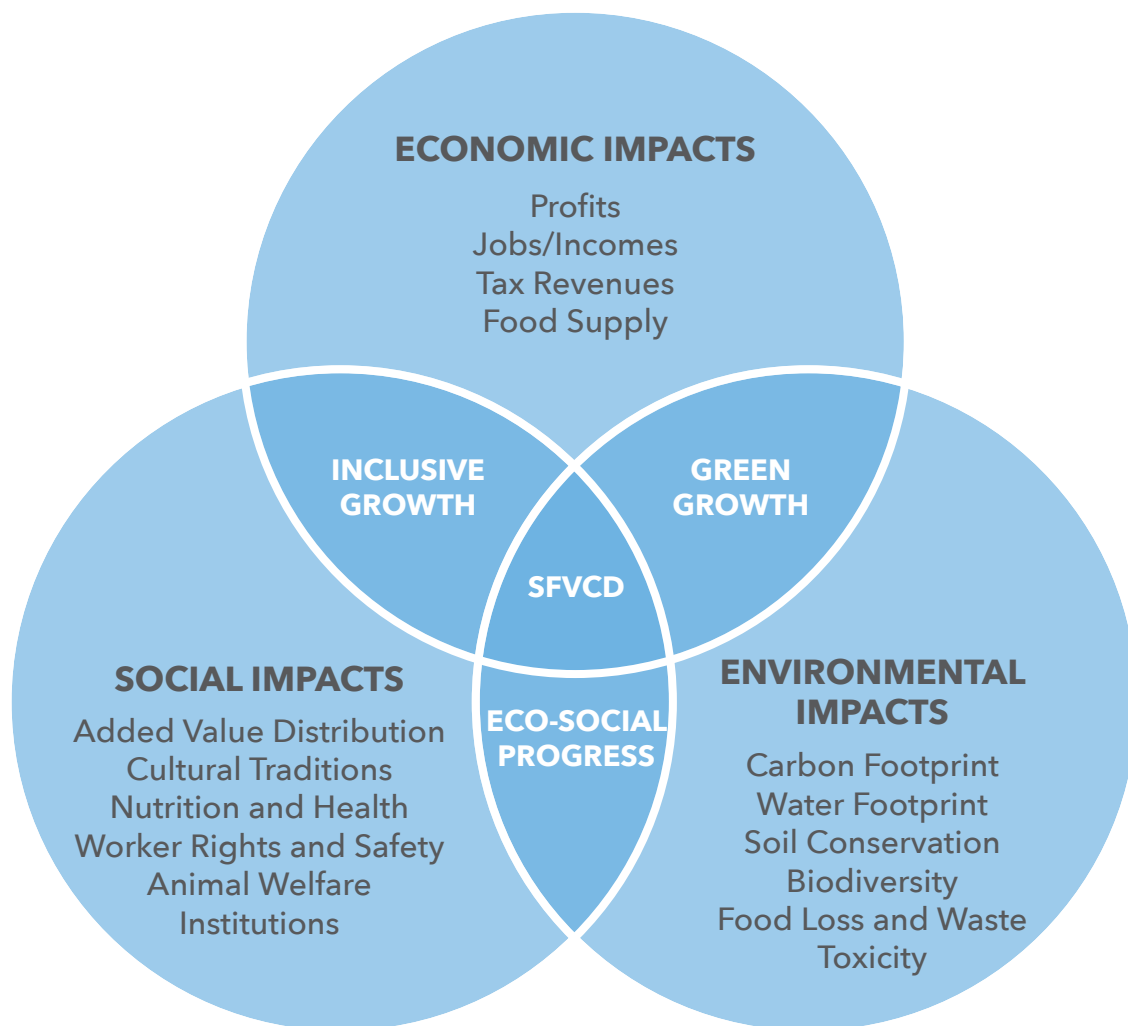 ECONOMIC IMPACTS
Profits
Jobs/Incomes
Tax Revenues
Food Supply
INCLUSIVE
GROWTH
GREEN
GROWTH
SFVCD
SOCIAL IMPACTS
Added Value Distribution
Cultural Traditions
Nutrition and Health
Worker Rights and Safety
Animal Welfare
Institutions
ECO-SOCIAL
PROGRESS
ENVIRONMENTAL
IMPACTS
Carbon Footprint
Water Footprint
Soil Conservation
Biodiversity
Food Loss and Waste
Toxicity